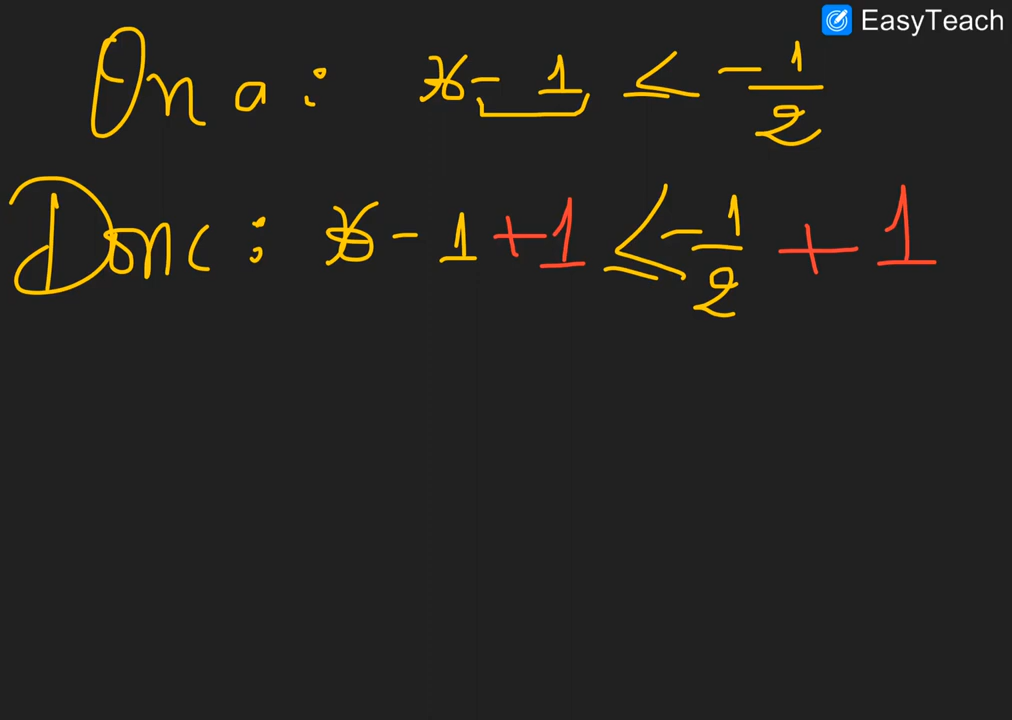 EasyTeach
On a : x - 1 ≤ - 1/2
Donc : x - 1 + 1 ≤ - 1/2 + 1